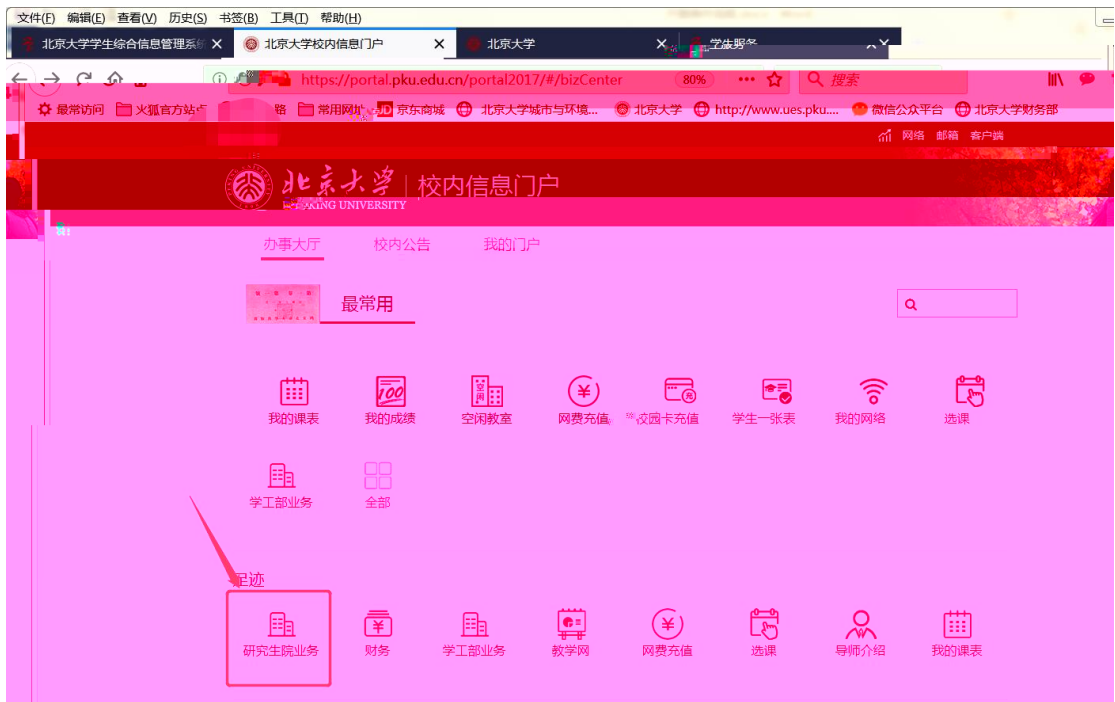 文件(F) 编辑(E) 查看(V) 历史(S) 书签(B) 工具(T) 帮助(H)
北京大学学生综合信息管理系统 北京大学校内信息门户 北京大学
https://portal.pku.edu.cn/portal2017/#/bizCenter 80% 搜索
最常访问 火狐官方站点 常用网址 JD 京东商城 北京大学城市与环境... 北京大学 http://www.ues.pku.... 微信公众平台 北京大学财务部
网络 邮箱 客户端
北京大学 校内信息门户
PEKING UNIVERSITY
办事大厅 校内公告 我的门户
最常用
我的课表 我的成绩 空闲教室 网费充值 校园卡充值 学生一张表 我的网络 选课
学工部业务 全部
足迹
研究生院业务 财务 学工部业务 教学网 网费充值 选课 导师介绍 我的课表